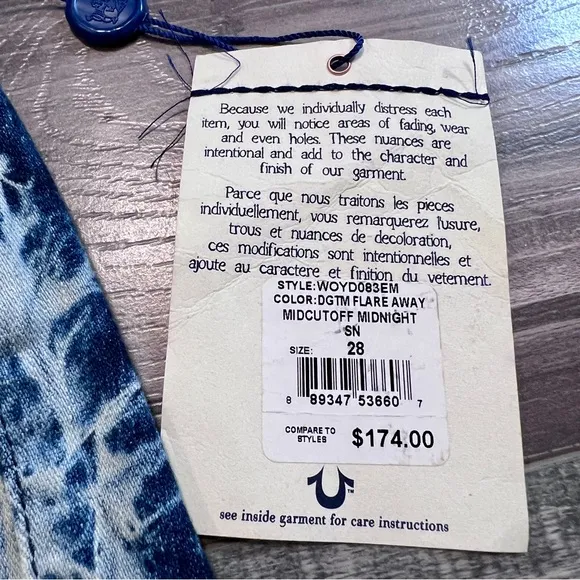 Because we individually distress each
item, you will notice areas of fading, wear
and even holes. These nuances are
intentional and add to the character and
finish of our garment.
Parce que nous traitons les pieces
individuellement, vous remarquerez l'usure,
trous et nuances de decoloration,
ces modifications sont intentionnelles et
ajoute au caractere et finition du vetement.
STYLE:WOYD083EM
COLOR:DGTM FLARE AWAY
MIDCUTOFF MIDNIGHT
SN
SIZE: 28
8 89347 53660 7
COMPARE TO
STYLES $174.00
TM
see inside garment for care instructions